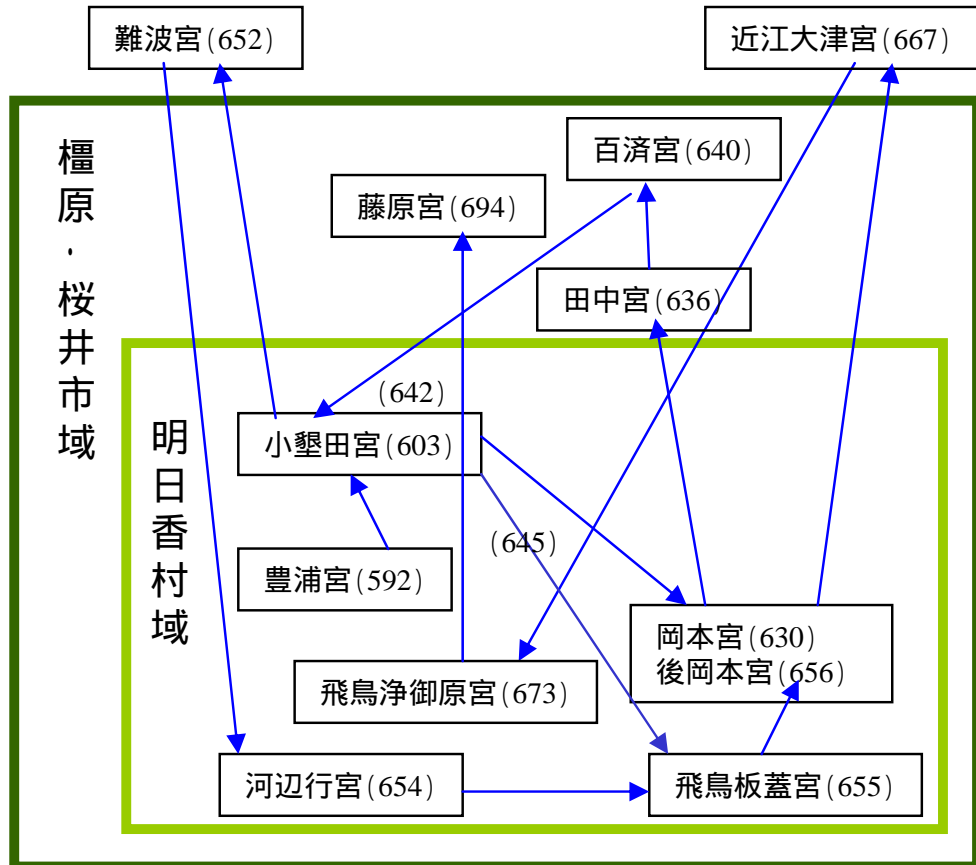 難波宮(652)
近江大津宮(667)
橿原・桜井市域
百済宮(640)
藤原宮(694)
田中宮(636)
明日香村域
(642)
小墾田宮(603)
(645)
豊浦宮(592)
岡本宮(630)
後岡本宮(656)
飛鳥浄御原宮(673)
河辺行宮(654)
飛鳥板蓋宮(655)